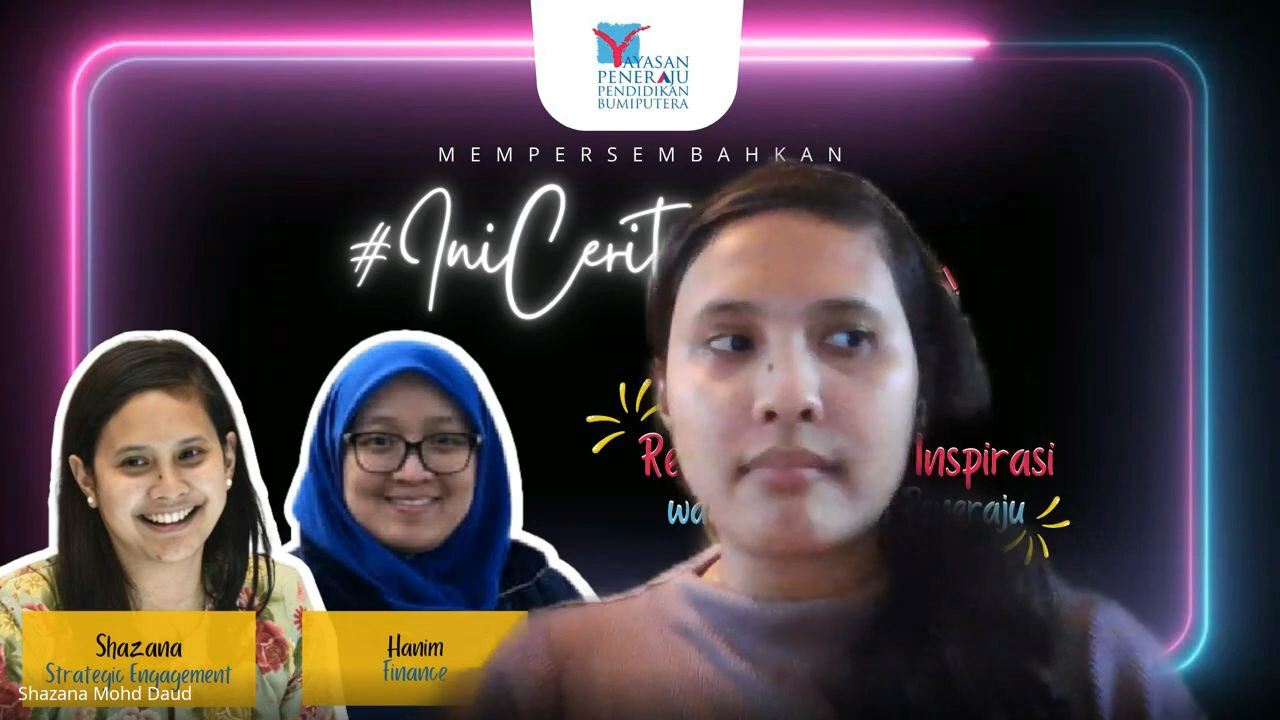 YAYASAN
PENERAJU
PENDIDIKAN
BUMIPUTERA
MEMPERSEMBAHKAN
#IniCerit
Inspirasi
Peneraju
Shazana
Strategic Engagement
Hanim
Finance
Shazana Mohd Daud